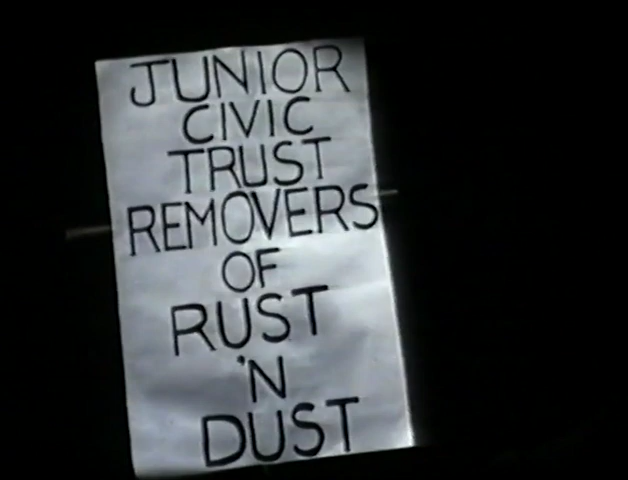 JUNIOR
CIVIC
TRUST
REMOVERS
OF
RUST
'N
DUST